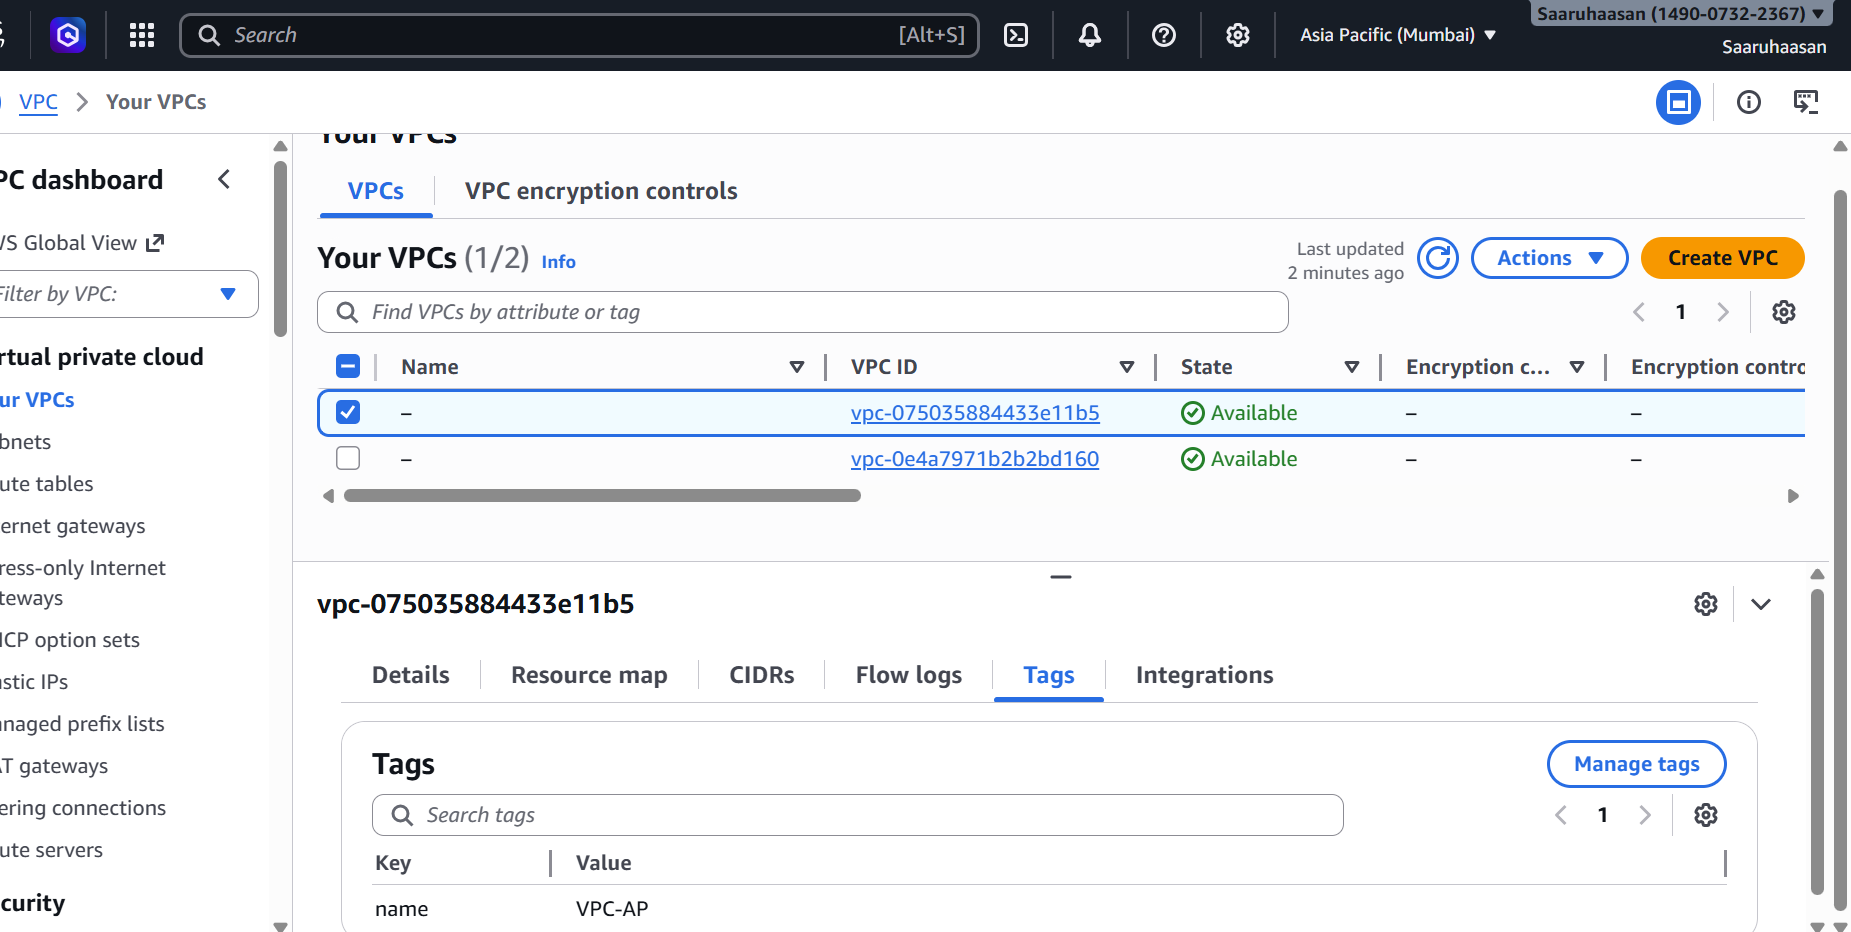 Search [Alt+S]
Asia Pacific (Mumbai)
Saaruhaasan (1490-0732-2367)
Saaruhaasan
VPC
Your VPCs
PC dashboard
VS Global View
Filter by VPC:
rtual private cloud
ur VPCs
bnets
ute tables
ernet gateways
ress-only Internet
teways
ICP option sets
stic IPs
naged prefix lists
AT gateways
ering connections
ute servers
curity
Your VPCs
VPCs
VPC encryption controls
Your VPCs (1/2) Info
Last updated
2 minutes ago
Actions
Create VPC
Find VPCs by attribute or tag
1
Name VPC ID State Encryption c... Encryption contro
– vpc-075035884433e11b5 Available – –
– vpc-0e4a7971b2b2bd160 Available – –
vpc-075035884433e11b5
Details Resource map CIDRs Flow logs Tags Integrations
Tags
Manage tags
Search tags
1
Key Value
name VPC-AP